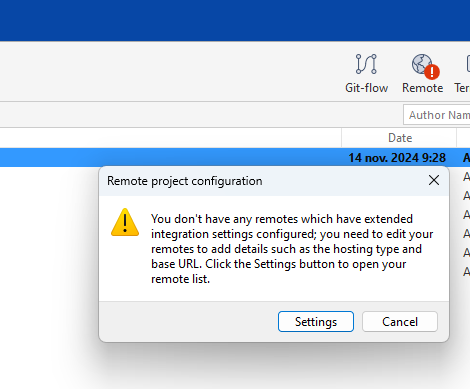 Git-flow
Remote
Author Nam
Date
14 nov. 2024 9:28
Remote project configuration
You don't have any remotes which have extended
integration settings configured; you need to edit your
remotes to add details such as the hosting type and
base URL. Click the Settings button to open your
remote list.
Settings
Cancel